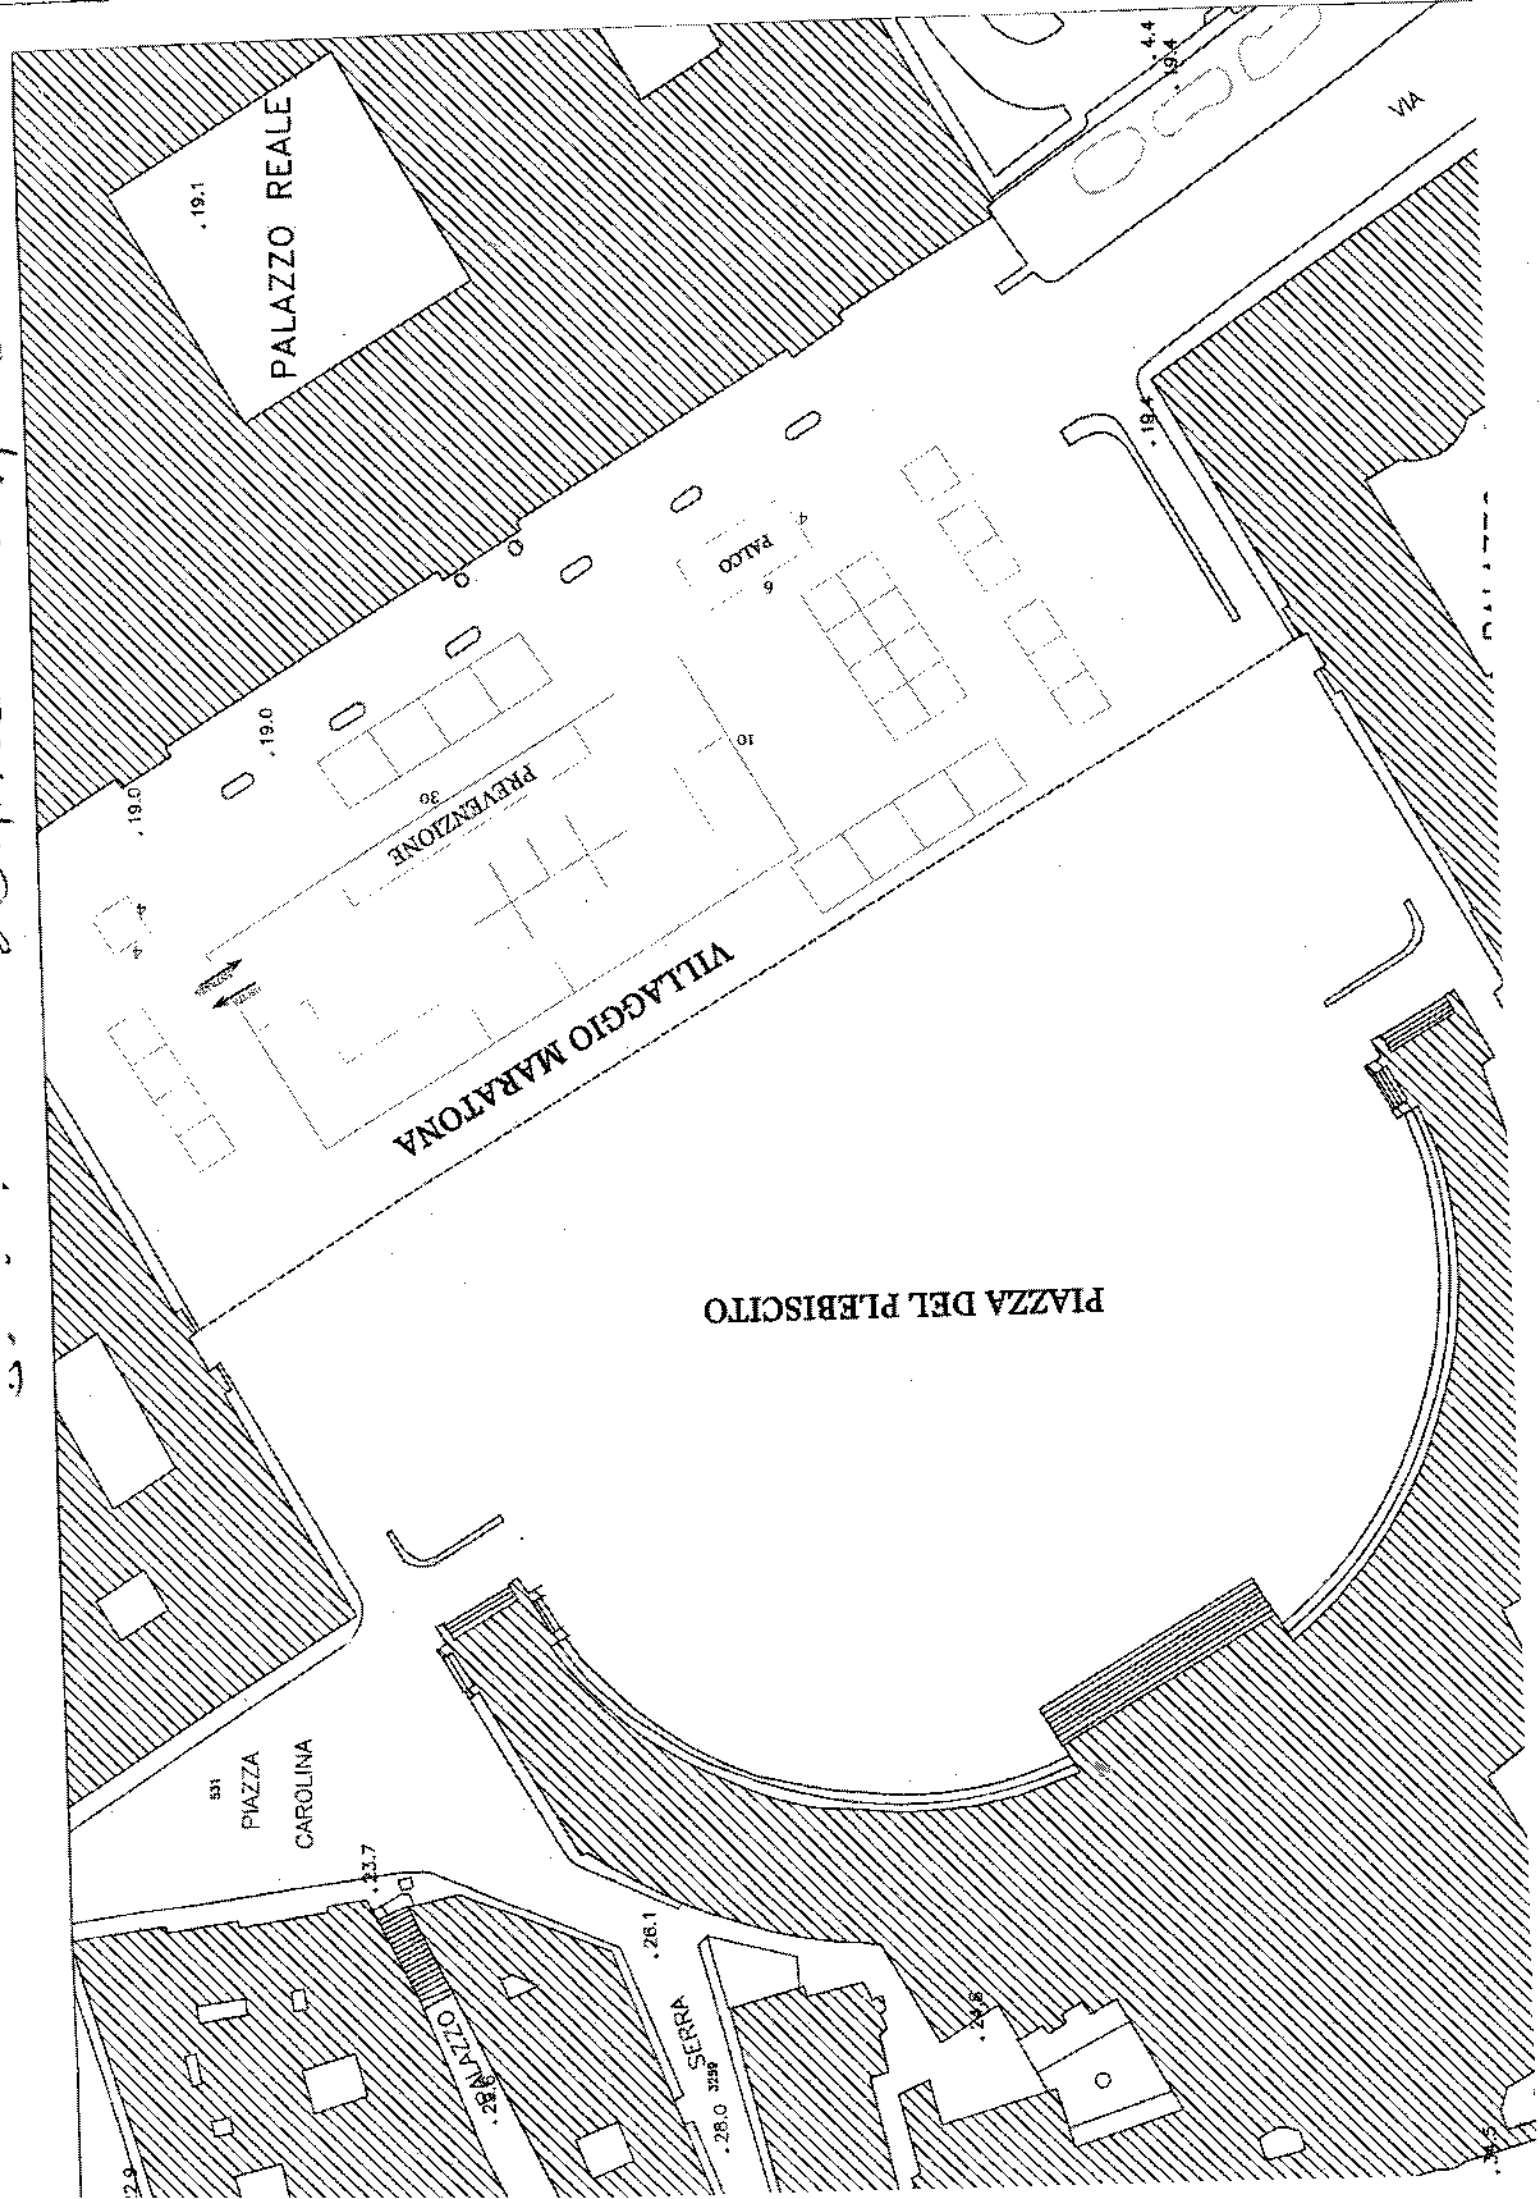 PALAZZO REALE
.19.1
.4.4
.19.4
VIA
.19.4
PALCO
4
6
.19.0
.19.0
PREVENZIONE
30
10
4
4
VILLAGGIO MARATONA
PIAZZA DEL PLEBISCITO
531
PIAZZA
CAROLINA
.23.7
.26.1
SERRA
3259
.28.0
PALAZZO
.24.8